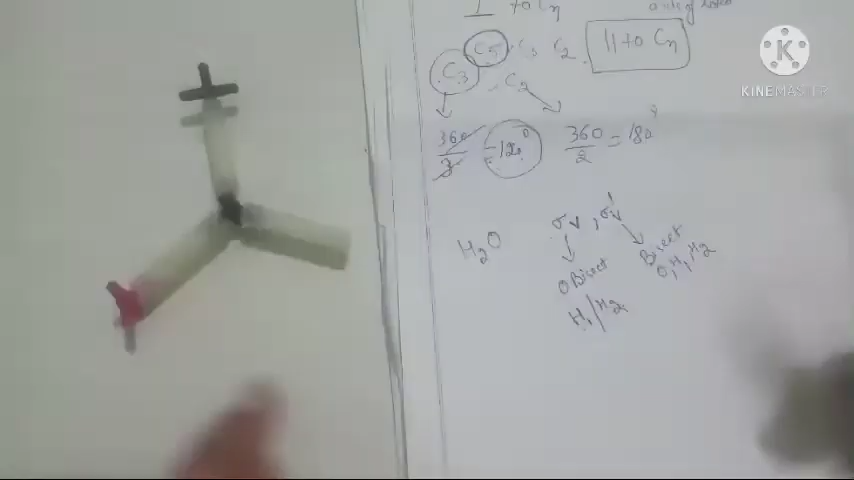 ⊥ to Cn
C5, C3 C2. || to Cn
C3, C2
360/3 = 120° 360/2 = 180°
H2O σv, σv'
O Bisect Bisect
H1/H2 O, H1, H2
K
KINEMASTER